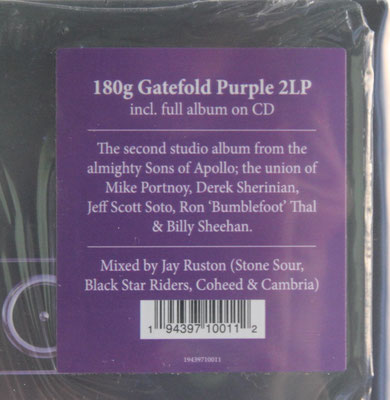 180g Gatefold Purple 2LP
incl. full album on CD
The second studio album from the
almighty Sons of Apollo; the union of
Mike Portnoy, Derek Sherinian,
Jeff Scott Soto, Ron ‘Bumblefoot’ Thal
& Billy Sheehan.
Mixed by Jay Ruston (Stone Sour,
Black Star Riders, Coheed & Cambria)
1 94397 10011 2
19439710011